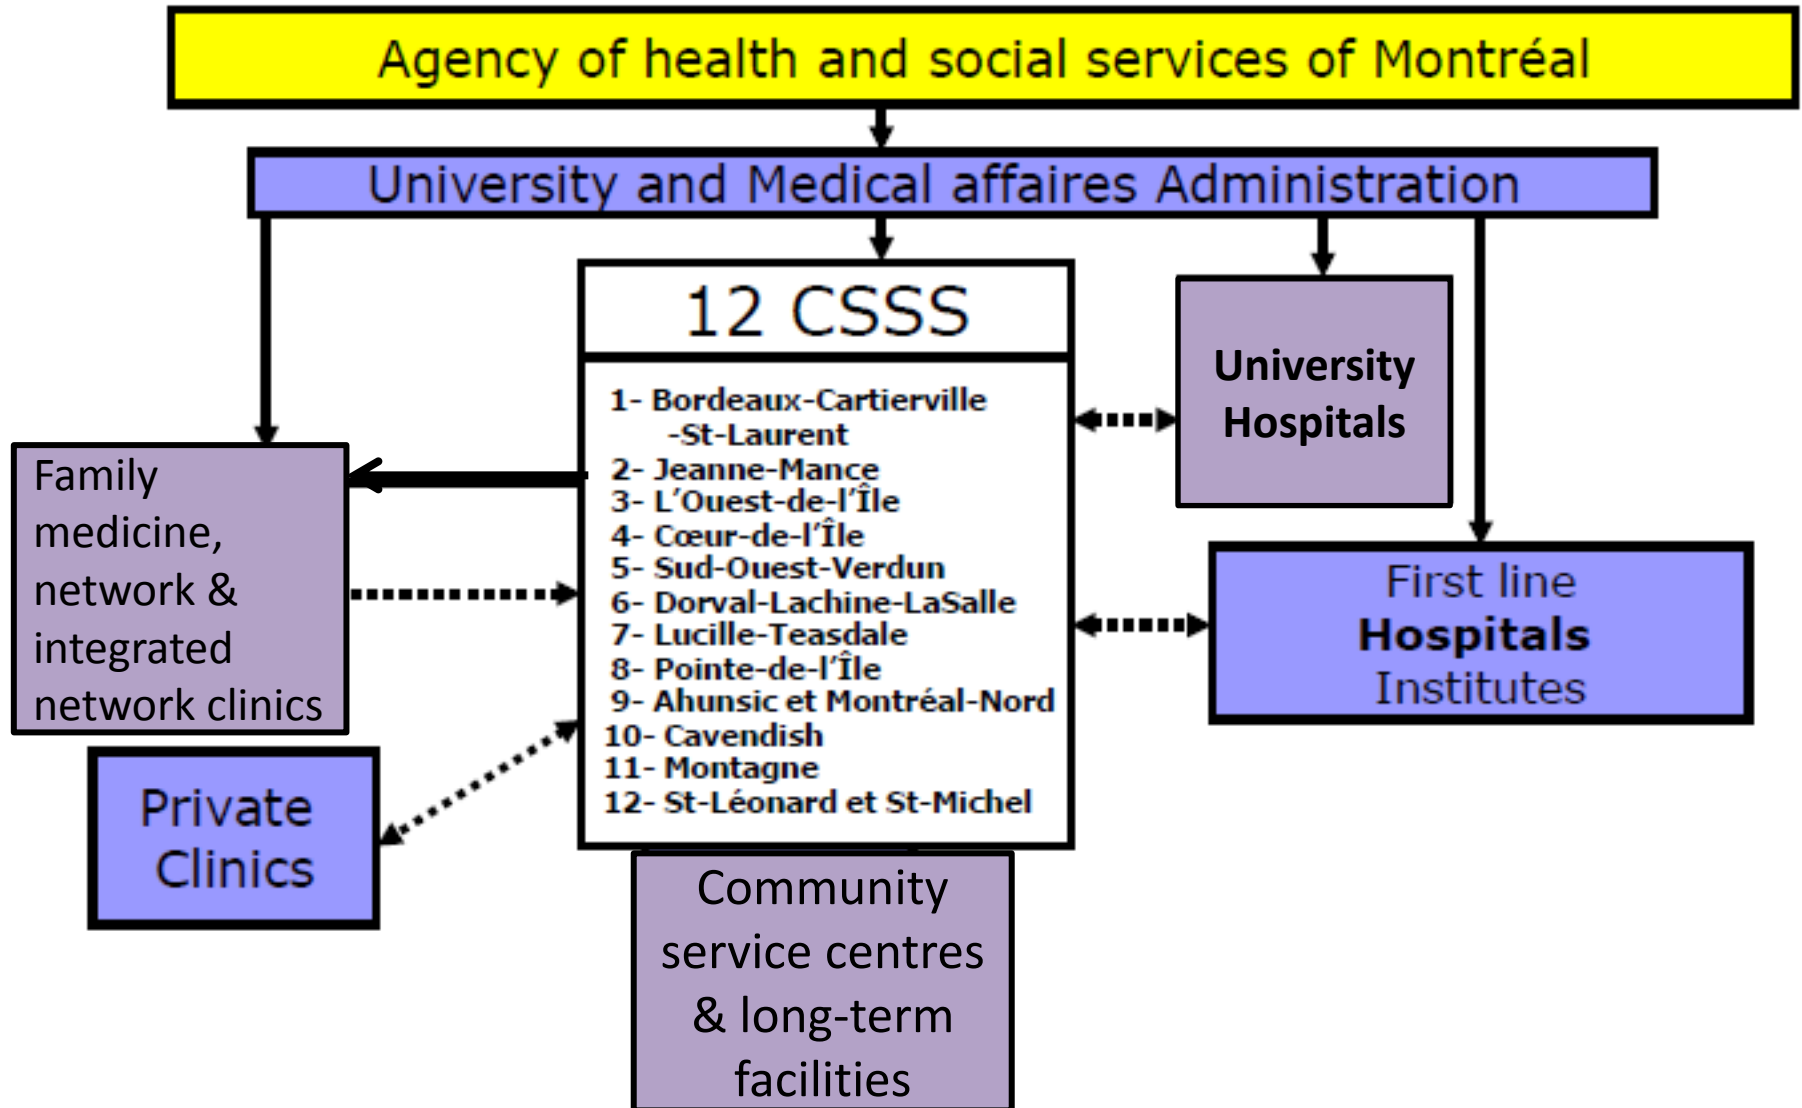 Agency of health and social services of Montréal
University and Medical affaires Administration
12 CSSS
1- Bordeaux-Cartierville
-St-Laurent
2- Jeanne-Mance
3- L'Ouest-de-l'Île
4- Cœur-de-l'Île
5- Sud-Ouest-Verdun
6- Dorval-Lachine-LaSalle
7- Lucille-Teasdale
8- Pointe-de-l'Île
9- Ahunsic et Montréal-Nord
10- Cavendish
11- Montagne
12- St-Léonard et St-Michel
University
Hospitals
Family
medicine,
network &
integrated
network clinics
First line
Hospitals
Institutes
Private
Clinics
Community
service centres
& long-term
facilities